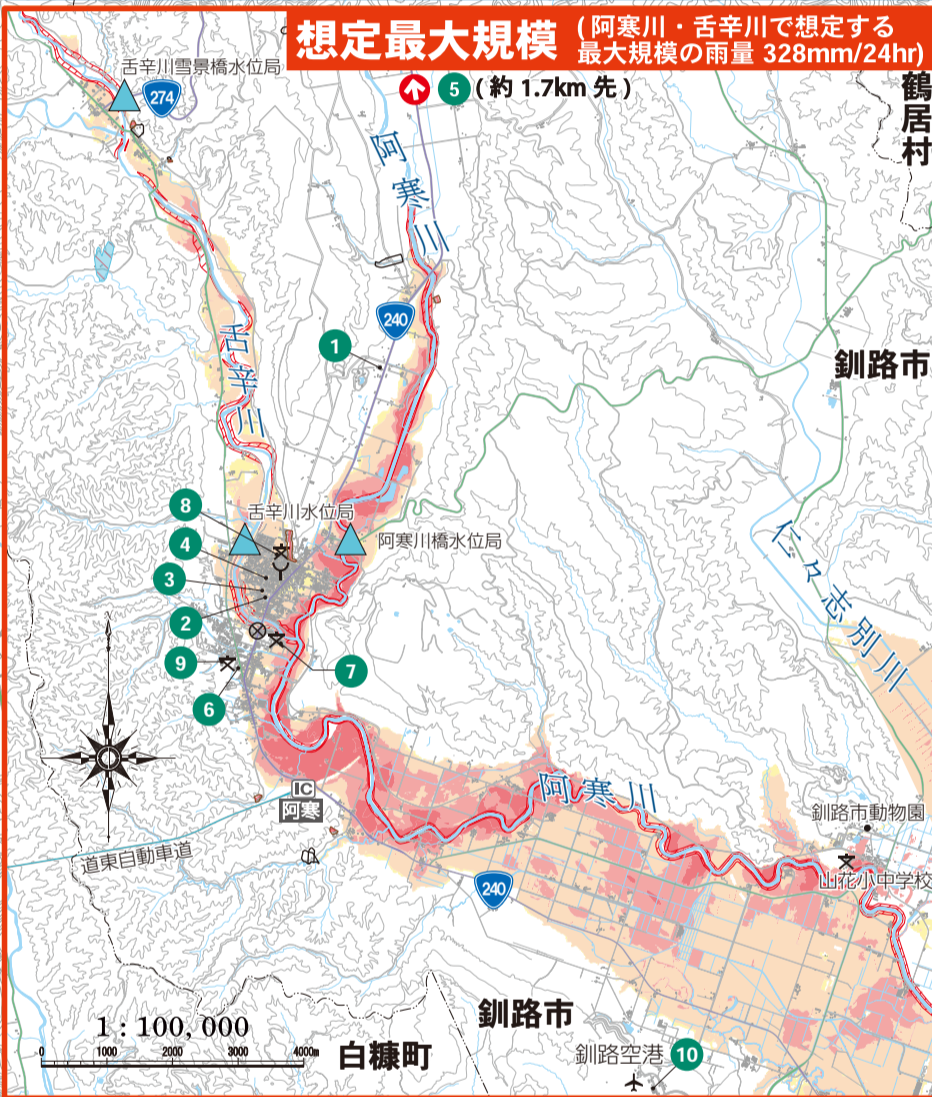 想定最大規模
(阿寒川・舌辛川で想定する
最大規模の雨量 328mm/24hr)
舌辛川雪景橋水位局
274
5 (約 1.7km 先)
鶴居村
阿寒川
240
1
舌辛川
釧路市
8
舌辛川水位局
4
阿寒川橋水位局
3
2
仁々志別川
9
7
6
IC
阿寒
阿寒川
釧路市動物園
道東自動車道
山花小中学校
240
1:100,000
0 1000 2000 3000 4000m
白糠町
釧路市
釧路空港 10